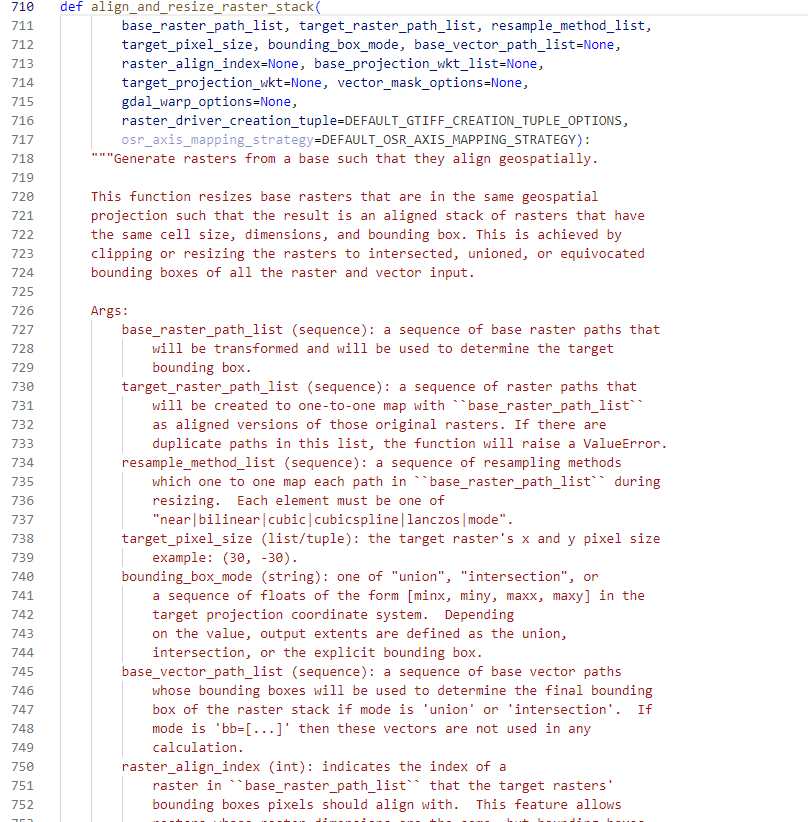 710 def align_and_resize_raster_stack(
711 base_raster_path_list, target_raster_path_list, resample_method_list,
712 target_pixel_size, bounding_box_mode, base_vector_path_list=None,
713 raster_align_index=None, base_projection_wkt_list=None,
714 target_projection_wkt=None, vector_mask_options=None,
715 gdal_warp_options=None,
716 raster_driver_creation_tuple=DEFAULT_GTIFF_CREATION_TUPLE_OPTIONS,
717 osr_axis_mapping_strategy=DEFAULT_OSR_AXIS_MAPPING_STRATEGY):
718 """Generate rasters from a base such that they align geospatially.
719
720 This function resizes base rasters that are in the same geospatial
721 projection such that the result is an aligned stack of rasters that have
722 the same cell size, dimensions, and bounding box. This is achieved by
723 clipping or resizing the rasters to intersected, unioned, or equivocated
724 bounding boxes of all the raster and vector input.
725
726 Args:
727 base_raster_path_list (sequence): a sequence of base raster paths that
728 will be transformed and will be used to determine the target
729 bounding box.
730 target_raster_path_list (sequence): a sequence of raster paths that
731 will be created to one-to-one map with ``base_raster_path_list``
732 as aligned versions of those original rasters. If there are
733 duplicate paths in this list, the function will raise a ValueError.
734 resample_method_list (sequence): a sequence of resampling methods
735 which one to one map each path in ``base_raster_path_list`` during
736 resizing.  Each element must be one of
737 "near|bilinear|cubic|cubicspline|lanczos|mode".
738 target_pixel_size (list/tuple): the target raster's x and y pixel size
739 example: (30, -30).
740 bounding_box_mode (string): one of "union", "intersection", or
741 a sequence of floats of the form [minx, miny, maxx, maxy] in the
742 target projection coordinate system.  Depending
743 on the value, output extents are defined as the union,
744 intersection, or the explicit bounding box.
745 base_vector_path_list (sequence): a sequence of base vector paths
746 whose bounding boxes will be used to determine the final bounding
747 box of the raster stack if mode is 'union' or 'intersection'.  If
748 mode is 'bb=[...]' then these vectors are not used in any
749 calculation.
750 raster_align_index (int): indicates the index of a
751 raster in ``base_raster_path_list`` that the target rasters'
752 bounding boxes pixels should align with.  This feature allows